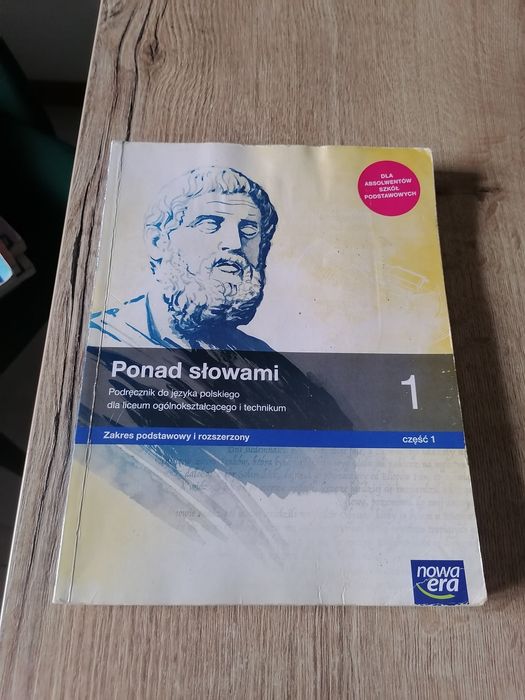 DLA
ABSOLWENTÓW
SZKÓŁ
PODSTAWOWYCH
Ponad słowami
Podręcznik do języka polskiego
dla liceum ogólnokształcącego i technikum
1
Zakres podstawowy i rozszerzony
część 1
nowa
era